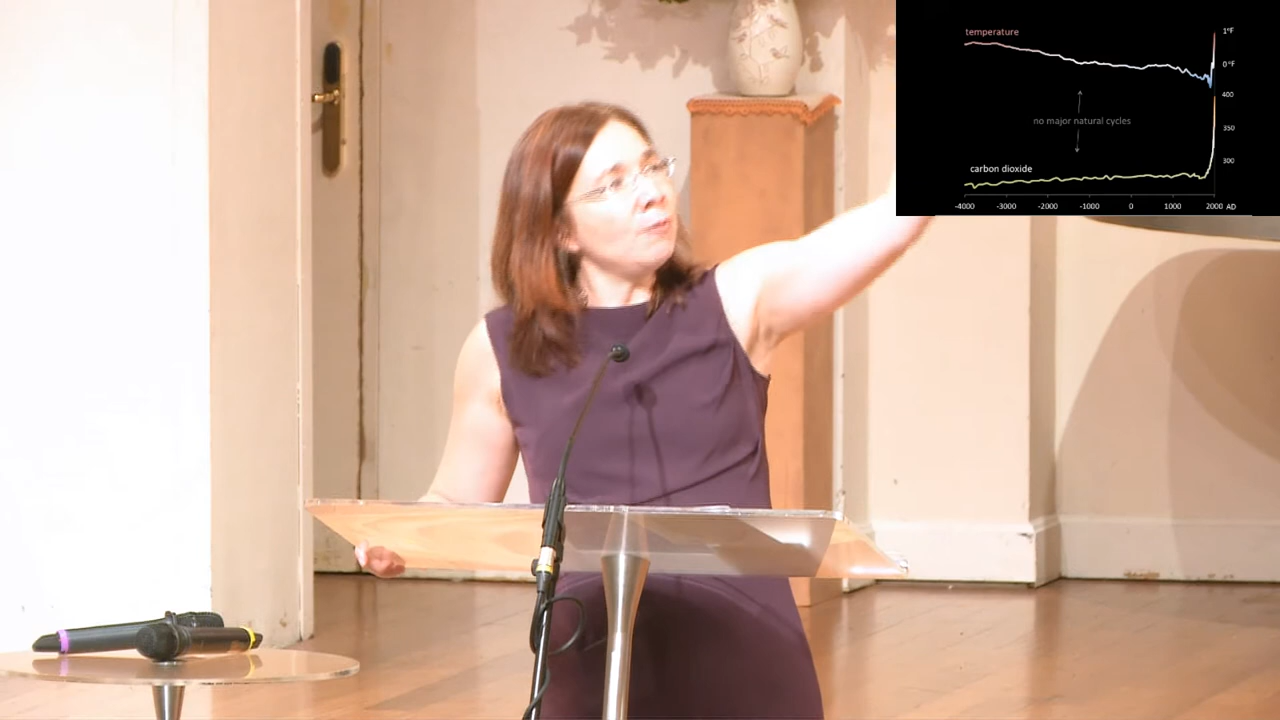 temperature
1°F
0°F
400
no major natural cycles
350
300
carbon dioxide
-4000 -3000 -2000 -1000 0 1000 2000 AD